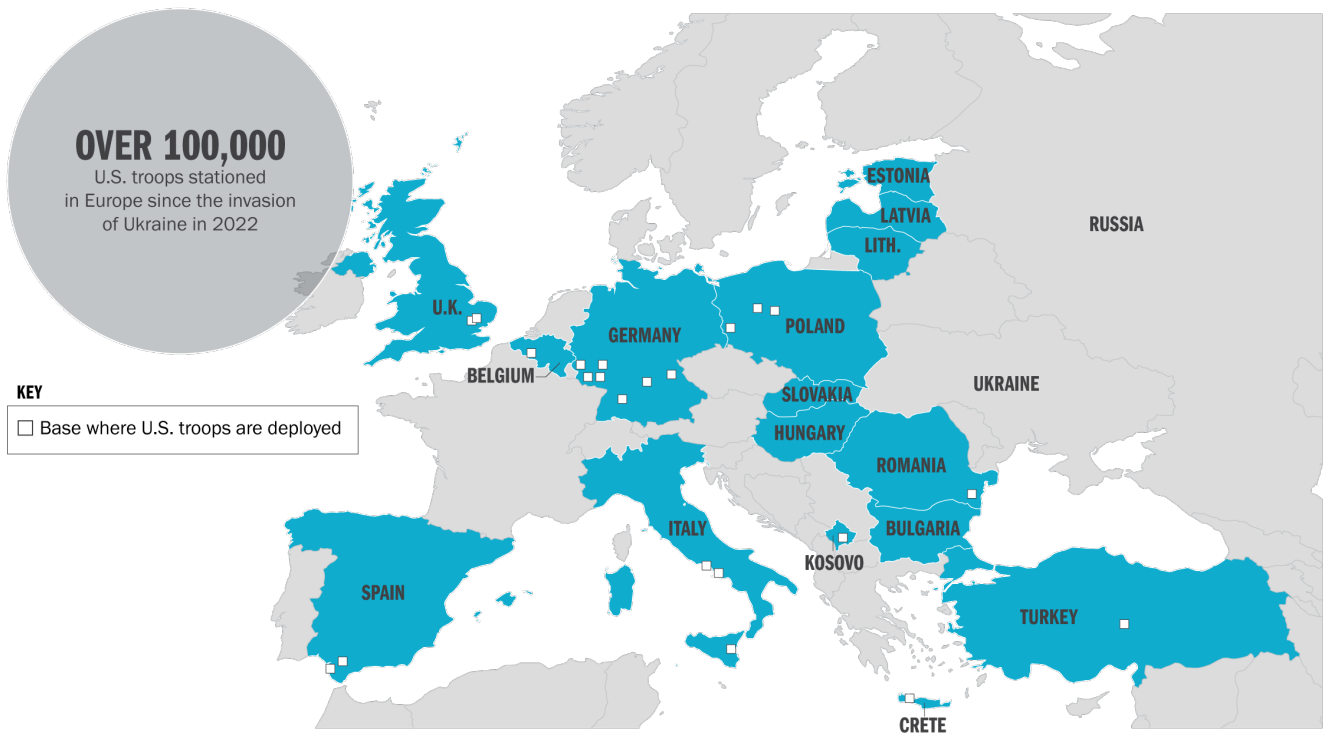 OVER 100,000
U.S. troops stationed
in Europe since the invasion
of Ukraine in 2022
KEY
Base where U.S. troops are deployed
ESTONIA
LATVIA
LITH.
RUSSIA
U.K.
GERMANY
POLAND
BELGIUM
UKRAINE
SLOVAKIA
HUNGARY
ROMANIA
ITALY
BULGARIA
KOSOVO
SPAIN
TURKEY
CRETE